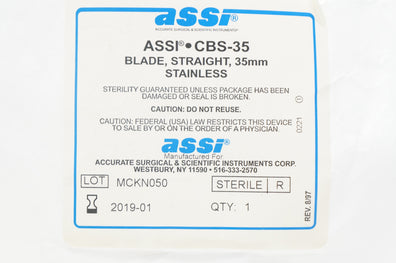 assi®
ACCURATE SURGICAL & SCIENTIFIC INSTRUMENTS®
ASSI®•CBS-35
BLADE, STRAIGHT, 35mm
STAINLESS
STERILITY GUARANTEED UNLESS PACKAGE HAS BEEN
DAMAGED OR SEAL IS BROKEN.
CAUTION: DO NOT REUSE.
CAUTION: FEDERAL (USA) LAW RESTRICTS THIS DEVICE
TO SALE BY OR ON THE ORDER OF A PHYSICIAN.
0221
assi®
Manufactured For
ACCURATE SURGICAL & SCIENTIFIC INSTRUMENTS CORP.
WESTBURY, NY 11590 • 516-333-2570
LOT MCKN050
STERILE R
2019-01
QTY: 1
REV. 8/97